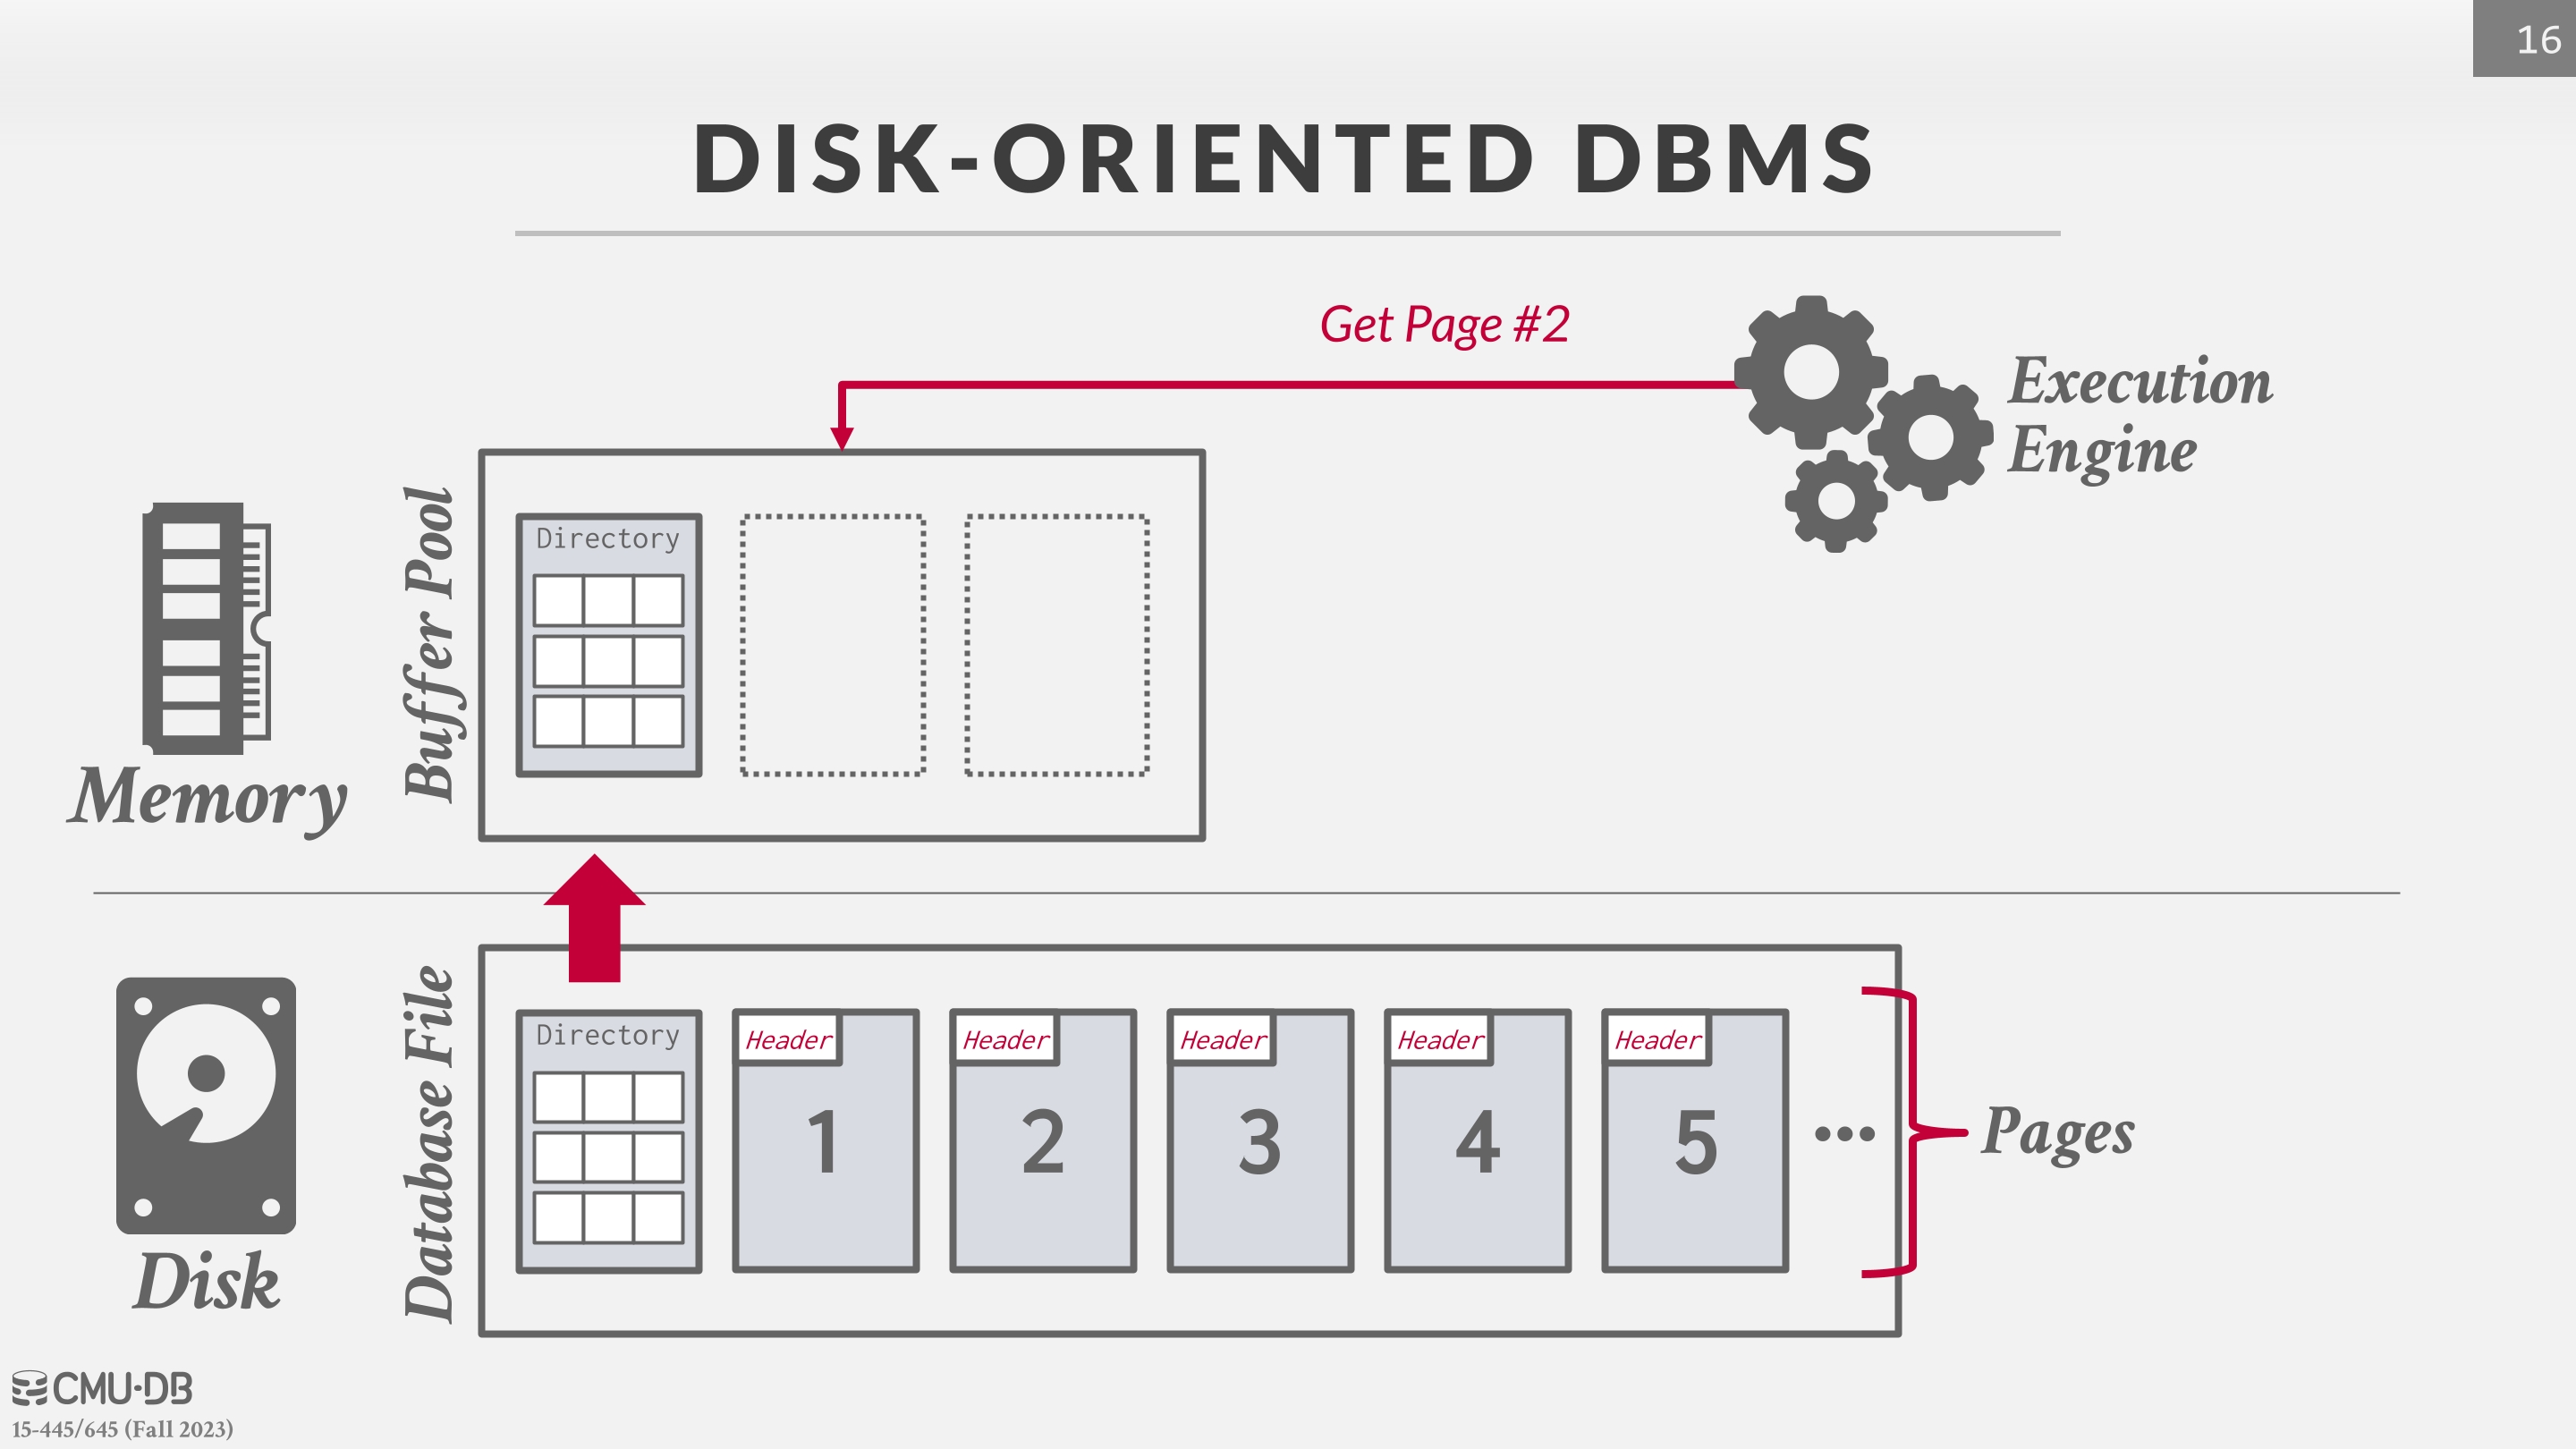 16
DISK-ORIENTED DBMS
Get Page #2
Execution
Engine
Buffer Pool
Directory
Memory
Database File
Directory
Header
Header
Header
Header
Header
1
2
3
4
5
•••
Pages
Disk
CMU·DB
15-445/645 (Fall 2023)